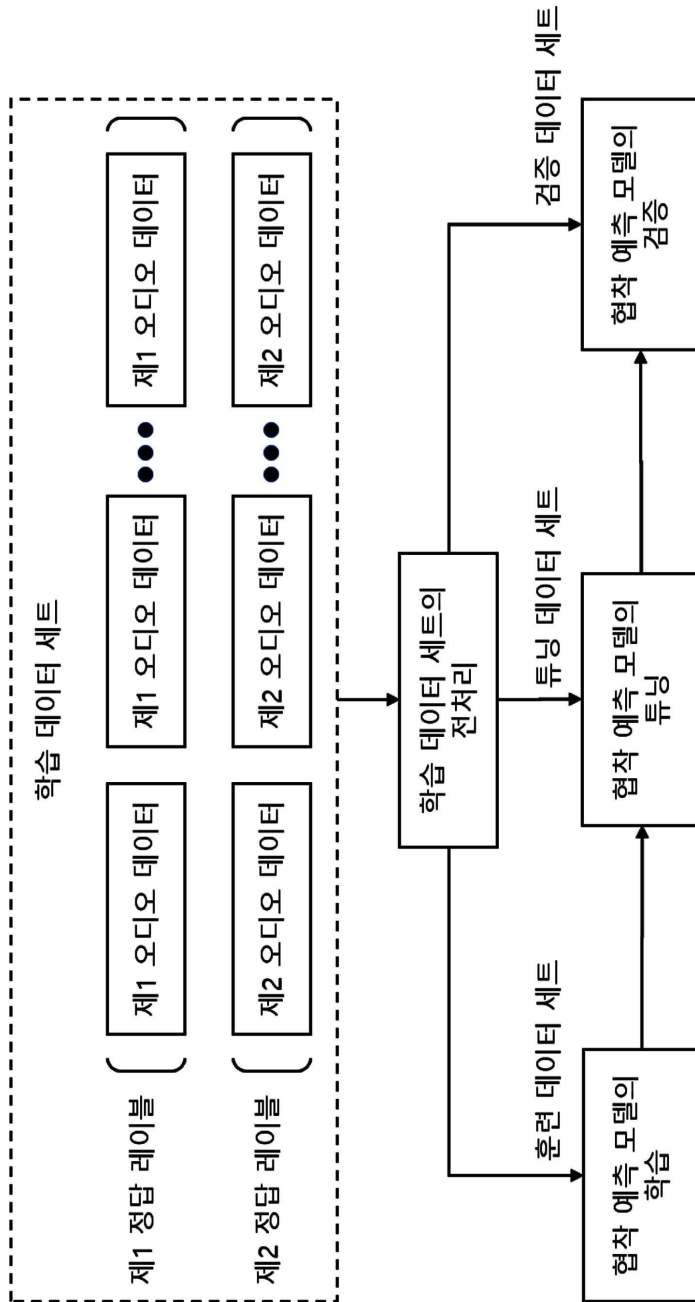 학습 데이터 세트
제1 정답 레이블
제1 오디오 데이터
제1 오디오 데이터
제1 오디오 데이터
제2 정답 레이블
제2 오디오 데이터
제2 오디오 데이터
제2 오디오 데이터
학습 데이터 세트의
전처리
훈련 데이터 세트
튜닝 데이터 세트
검증 데이터 세트
협착 예측 모델의
학습
협착 예측 모델의
튜닝
협착 예측 모델의
검증